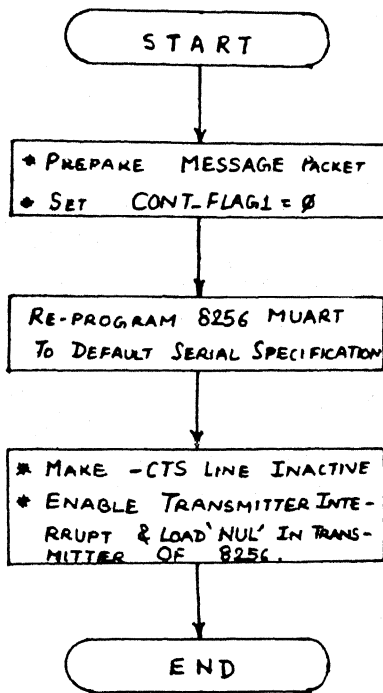 START
* PREPARE MESSAGE PACKET
* SET CONT_FLAG1 = Ø
RE-PROGRAM 8256 MUART
TO DEFAULT SERIAL SPECIFICATION
* MAKE -CTS LINE INACTIVE
* ENABLE TRANSMITTER INTE-
RRUPT & LOAD 'NUL' IN TRANS-
MITTER OF 8256.
END